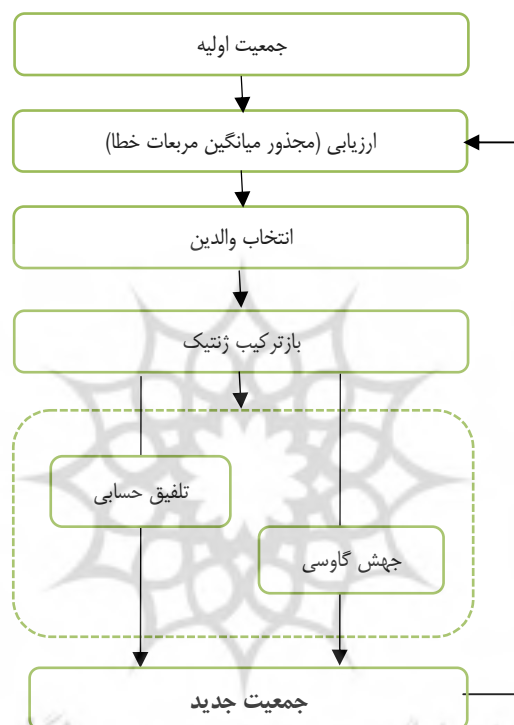 جمعیت اولیه
ارزیابی (مجذور میانگین مربعات خطا)
انتخاب والدین
بازترکیب ژنتیک
تلفیق حسابی
جهش گاوسی
جمعیت جدید